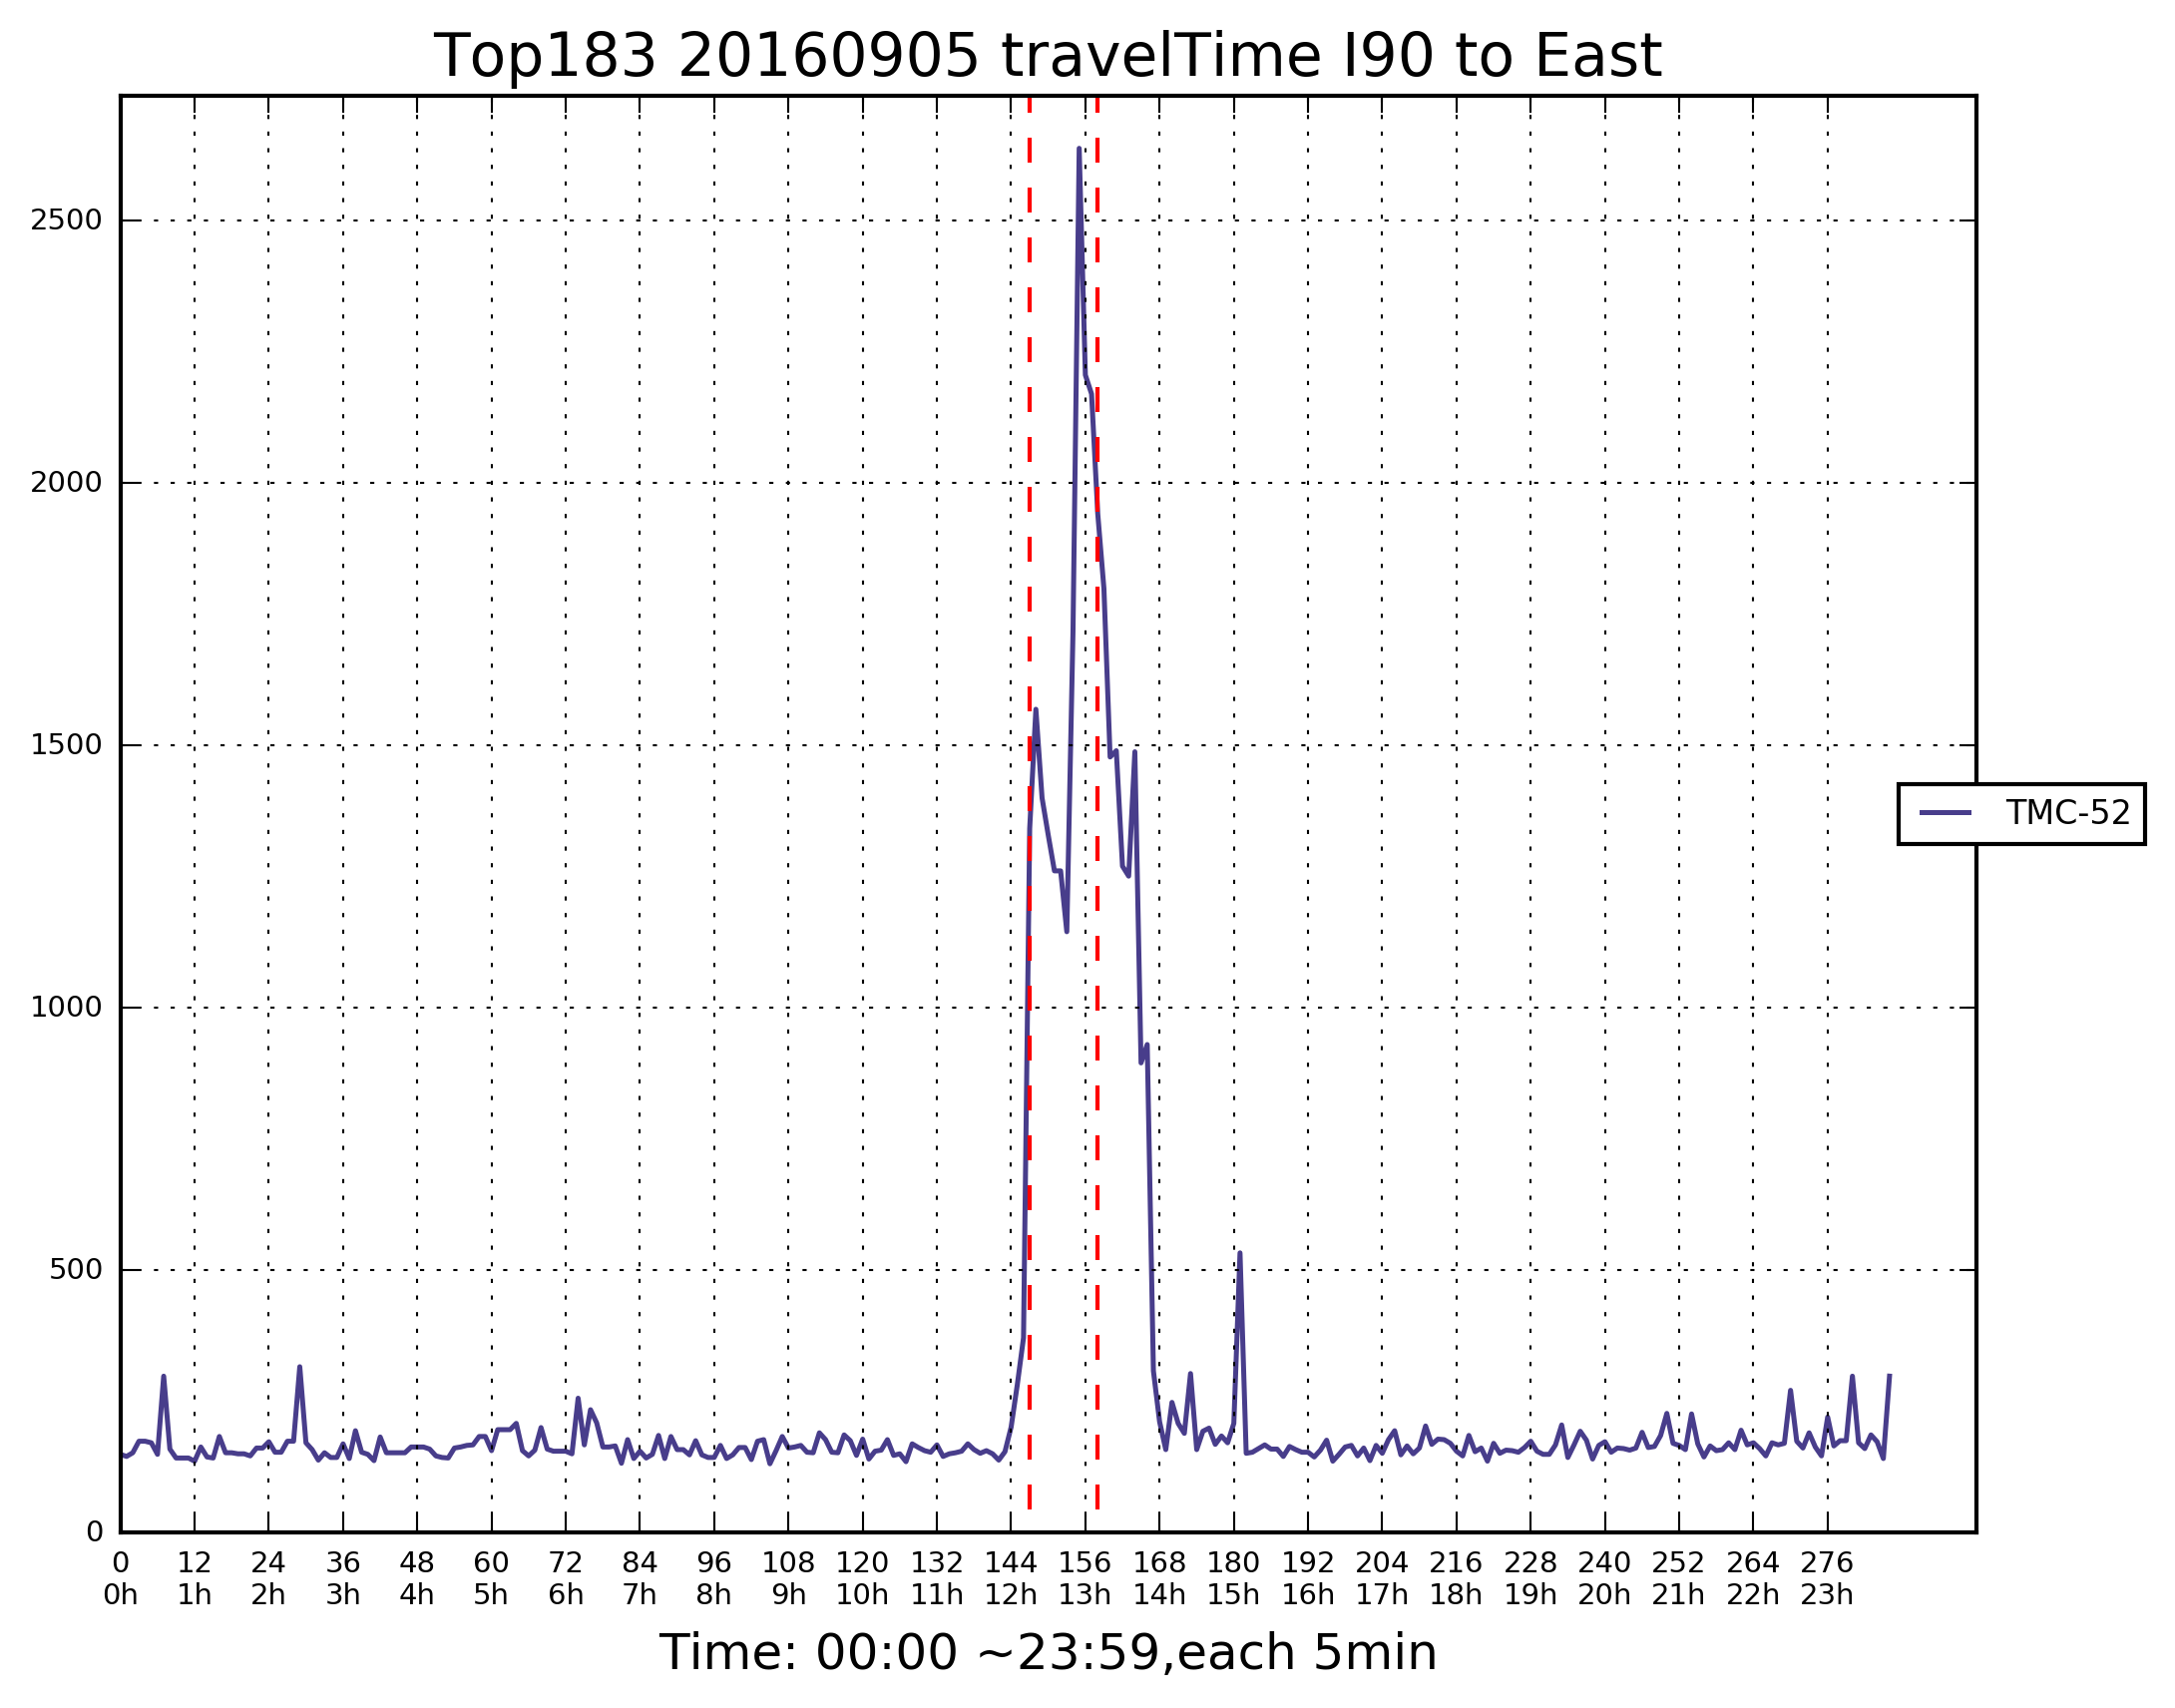 Top183 20160905 travelTime I90 to East
2500
2000
1500
1000
500
0
TMC-52
0 12 24 36 48 60 72 84 96 108 120 132 144 156 168 180 192 204 216 228 240 252 264 276
0h 1h 2h 3h 4h 5h 6h 7h 8h 9h 10h 11h 12h 13h 14h 15h 16h 17h 18h 19h 20h 21h 22h 23h
Time: 00:00 ~23:59,each 5min